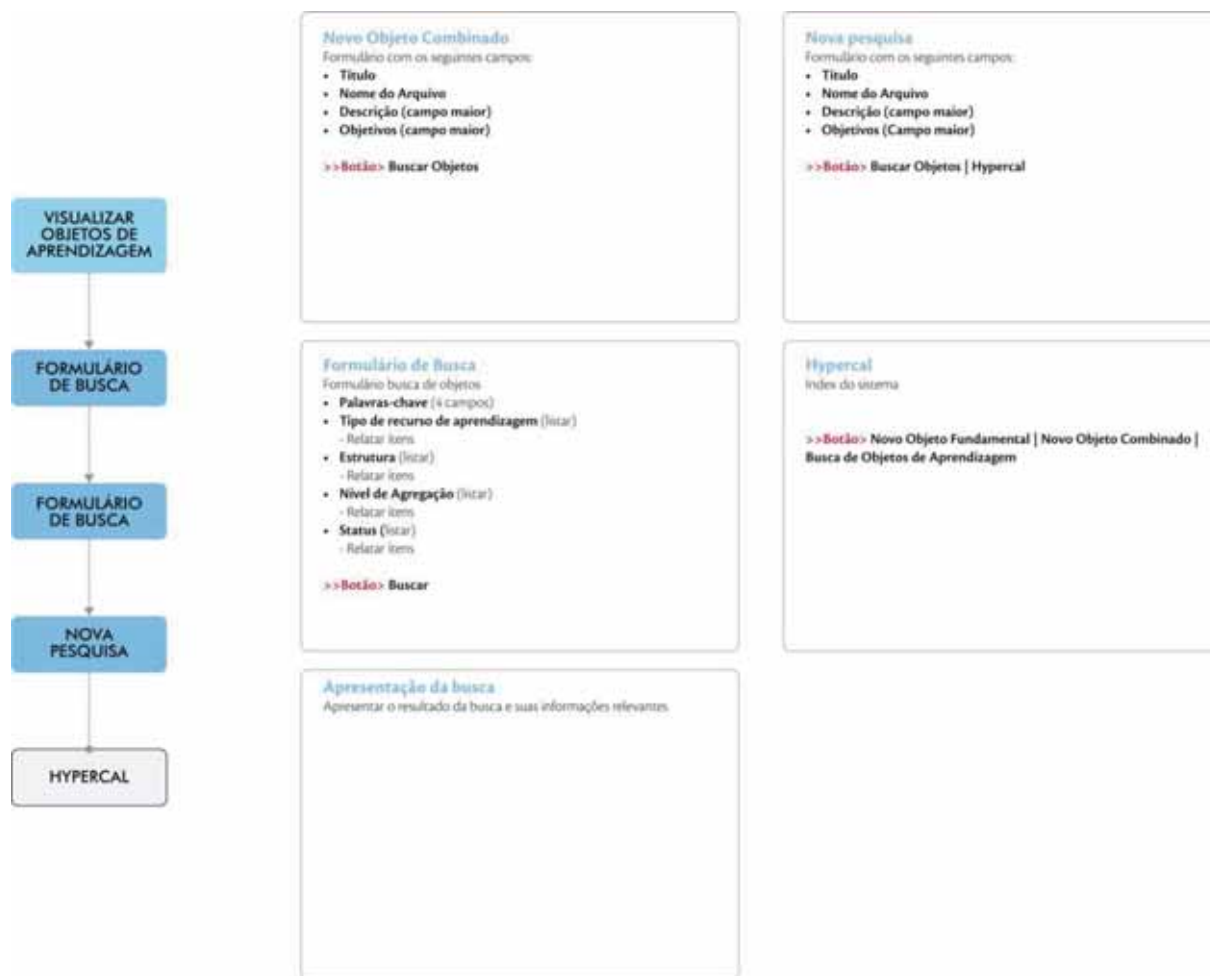 VISUALIZAR
OBJETOS DE
APRENDIZAGEM
FORMULÁRIO
DE BUSCA
FORMULÁRIO
DE BUSCA
NOVA
PESQUISA
HYPERCAL
Novo Objeto Combinado
Formulário com os seguintes campos:
• Título
• Nome do Arquivo
• Descrição (campo maior)
• Objetivos (campo maior)
>>Botão> Buscar Objetos
Nova pesquisa
Formulário com os seguintes campos:
• Título
• Nome do Arquivo
• Descrição (campo maior)
• Objetivos (Campo maior)
>>Botão> Buscar Objetos | Hypercal
Formulário de Busca
Formulário busca de objetos
• Palavras-chave (4 campos)
• Tipo de recurso de aprendizagem (listar)
- Relatar itens
• Estrutura (listar)
- Relatar itens
• Nível de Agregação (listar)
- Relatar itens
• Status (listar)
- Relatar itens
>>Botão> Buscar
Hypercal
Index do sistema
>>Botão> Novo Objeto Fundamental | Novo Objeto Combinado |
Busca de Objetos de Aprendizagem
Apresentação da busca
Apresentar o resultado da busca e suas informações relevantes